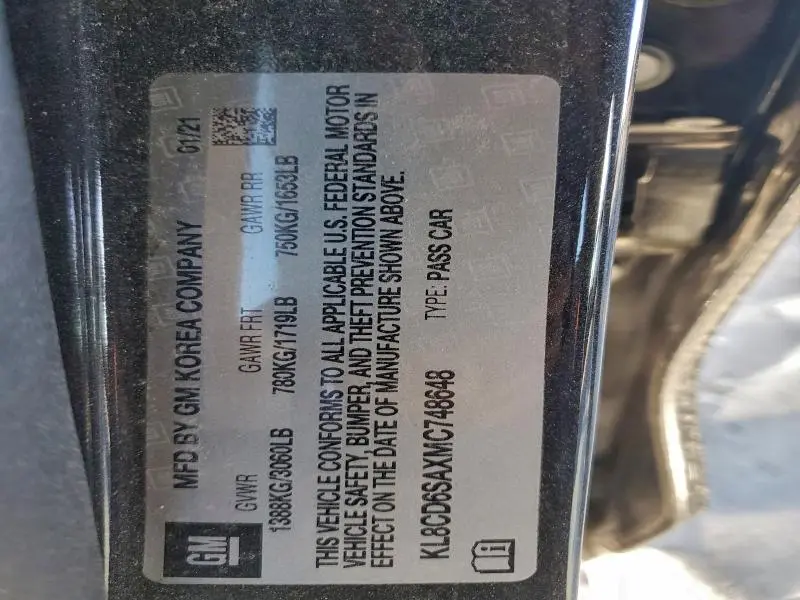 GM
MFD BY GM KOREA COMPANY 01/21
GVWR GAWR FRT GAWR RR
1388KG/3060LB 780KG/1719LB 750KG/1653LB
THIS VEHICLE CONFORMS TO ALL APPLICABLE U.S. FEDERAL MOTOR
VEHICLE SAFETY, BUMPER, AND THEFT PREVENTION STANDARDS IN
EFFECT ON THE DATE OF MANUFACTURE SHOWN ABOVE.
KL8CD6SAXMC748648 TYPE: PASS CAR